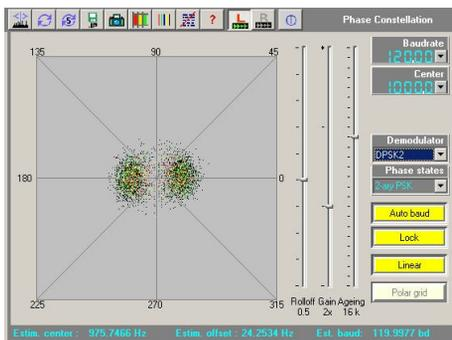 ? L R Phase Constellation
Baudrate
120.00
Center
1000.0
135 90 45
180 0
225 270 315
Demodulator
DPSK2
Phase states
2-ary PSK
Auto baud
Lock
Linear
Polar grid
Rolloff Gain Ageing
0.5 2x 16 k
Estim. center : 975.7466 Hz Estim. offset : 24.2534 Hz Est. baud: 119.9977 bd